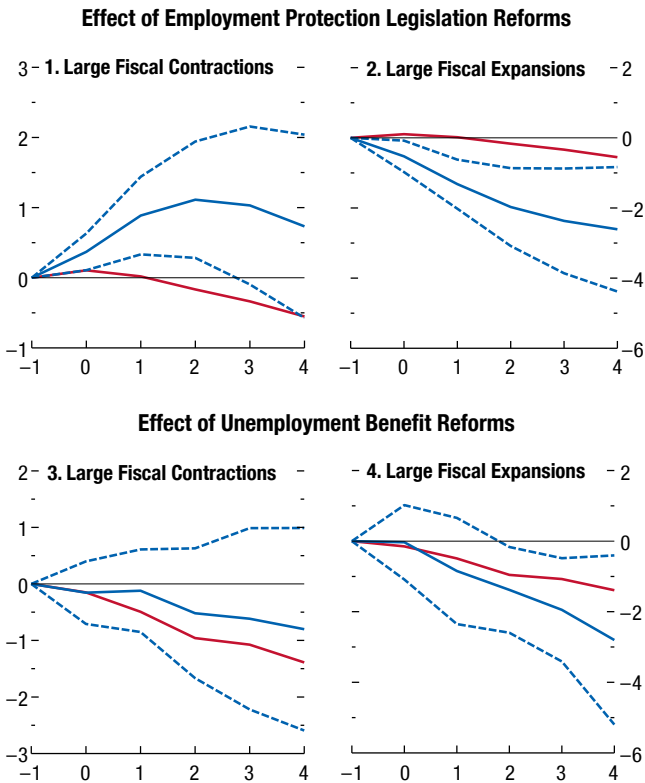 Effect of Employment Protection Legislation Reforms
3 1. Large Fiscal Contractions
2
1
0
−1
−1 0 1 2 3 4
2. Large Fiscal Expansions 2
0
−2
−4
−6
−1 0 1 2 3 4
Effect of Unemployment Benefit Reforms
2 3. Large Fiscal Contractions
1
0
−1
−2
−3
−1 0 1 2 3 4
4. Large Fiscal Expansions 2
0
−2
−4
−6
−1 0 1 2 3 4